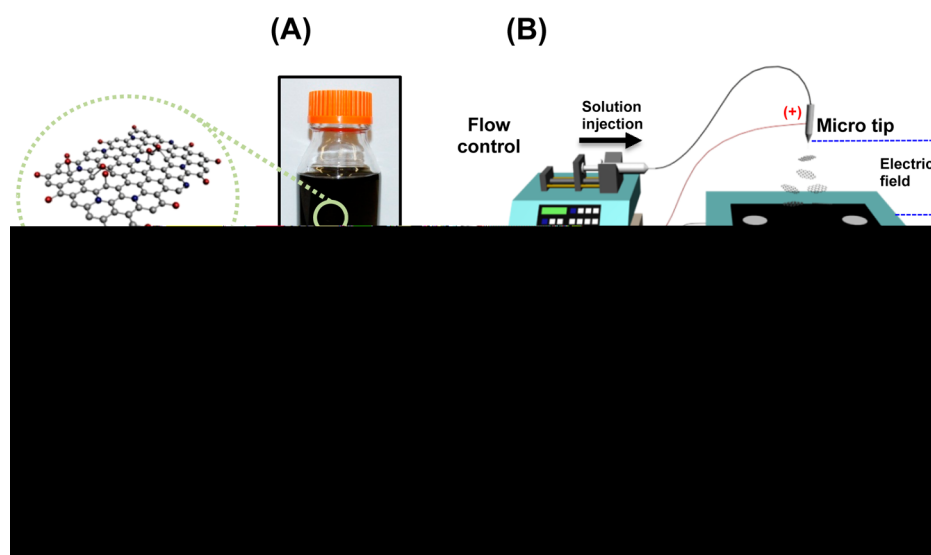 (A)
(B)
Flow
control
Solution
injection
(+)
Micro tip
Electric
field